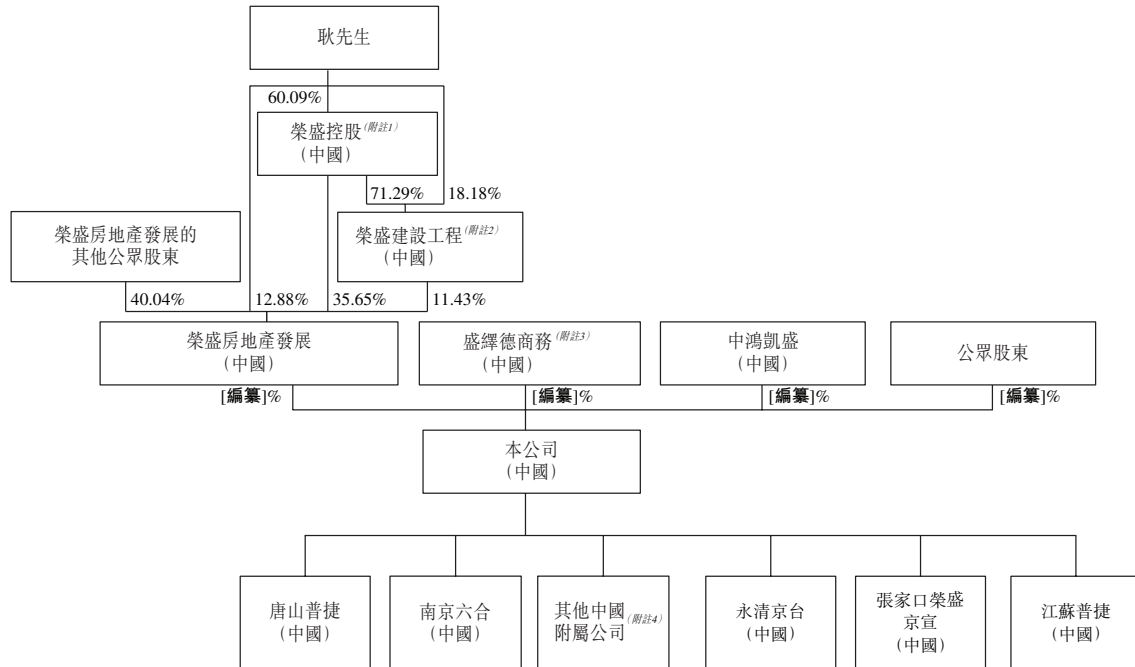 耿先生
60.09%
榮盛控股(附註1)
(中國)
71.29%
18.18%
榮盛房地產發展的
其他公眾股東
榮盛建設工程(附註2)
(中國)
40.04%
12.88%
35.65%
11.43%
榮盛房地產發展
(中國)
盛繹德商務(附註3)
(中國)
中鴻凱盛
(中國)
公眾股東
[編纂]%
[編纂]%
[編纂]%
[編纂]%
本公司
(中國)
唐山普捷
(中國)
南京六合
(中國)
其他中國
附屬公司(附註4)
永清京台
(中國)
張家口榮盛
京宣
(中國)
江蘇普捷
(中國)